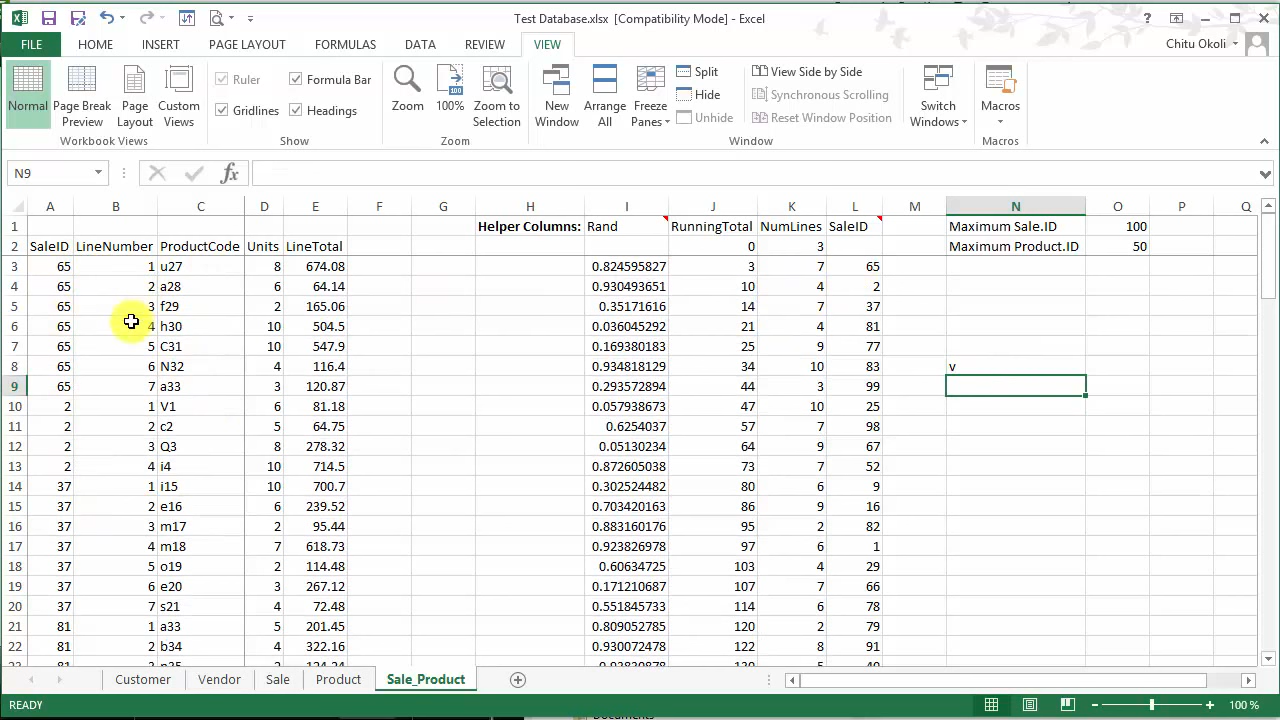 Test Database.xlsx [Compatibility Mode] - Excel
FILE HOME INSERT PAGE LAYOUT FORMULAS DATA REVIEW VIEW Chitu Okoli
Normal Page Break Preview Page Layout Custom Views Ruler Formula Bar Gridlines Headings Zoom 100% Zoom to Selection New Window Arrange All Freeze Panes Split Hide Unhide View Side by Side Synchronous Scrolling Reset Window Position Switch Windows Macros
Workbook Views Show Zoom Window Macros
N9 fx
A B C D E F G H I J K L M N O P Q
1 Helper Columns: Rand RunningTotal NumLines SaleID Maximum Sale.ID 100
2 SaleID LineNumber ProductCode Units LineTotal 0 3 Maximum Product.ID 50
3 65 1 u27 8 674.08 0.824595827 3 7 65
4 65 2 a28 6 64.14 0.930493651 10 4 2
5 65 3 f29 2 165.06 0.35171616 14 7 37
6 65 4 h30 10 504.5 0.036045292 21 4 81
7 65 5 C31 10 547.9 0.169380183 25 9 77
8 65 6 N32 4 116.4 0.934818129 34 10 83 v
9 65 7 a33 3 120.87 0.293572894 44 3 99
10 2 1 V1 6 81.18 0.057938673 47 10 25
11 2 2 c2 5 64.75 0.6254037 57 7 98
12 2 3 Q3 8 278.32 0.05130234 64 9 67
13 2 4 i4 10 714.5 0.872605038 73 7 52
14 37 1 i15 10 700.7 0.302524482 80 6 9
15 37 2 e16 6 239.52 0.703420163 86 9 16
16 37 3 m17 2 95.44 0.883160176 95 2 82
17 37 4 m18 7 618.73 0.923826978 97 6 1
18 37 5 o19 2 114.48 0.60634725 103 4 29
19 37 6 e20 3 267.12 0.171210687 107 7 66
20 37 7 s21 4 72.48 0.551845733 114 6 78
21 81 1 a33 5 201.45 0.809052785 120 2 79
22 81 2 b34 4 322.16 0.930072478 122 8 91
Customer Vendor Sale Product Sale_Product
READY 100 %